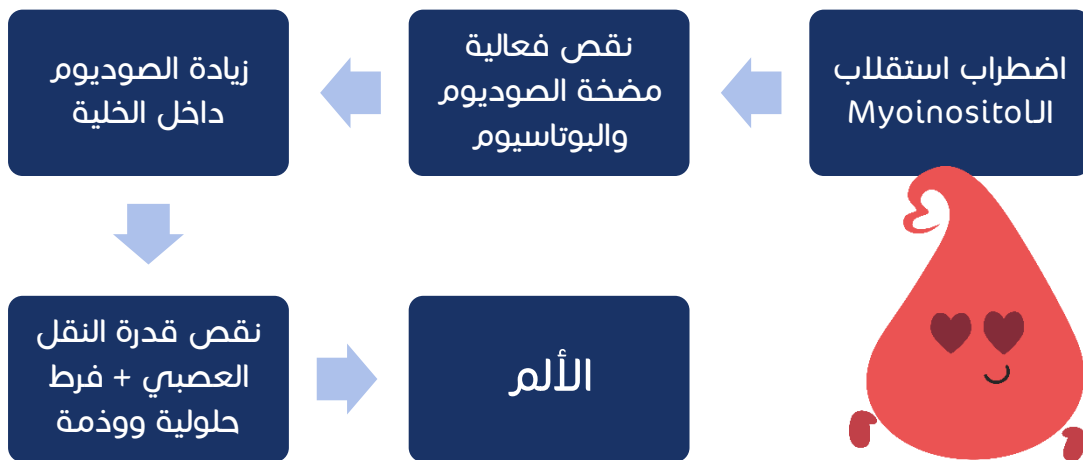 اضطراب استقلاب
الـMyoinositol
نقص فعالية
مضخة الصوديوم
والبوتاسيوم
زيادة الصوديوم
داخل الخلية
نقص قدرة النقل
العصبي + فرط
حلولية ووذمة
الألم